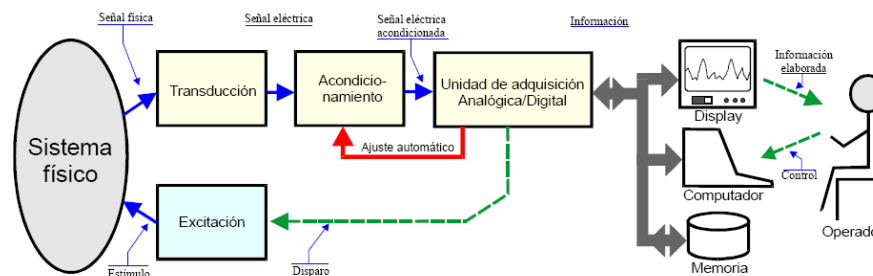 Señal física
Señal eléctrica
Señal eléctrica
acondicionada
Información
Transducción
Acondicio-
namiento
Unidad de adquisición
Analógica/Digital
Información
elaborada
Display
Ajuste automático
Sistema
físico
Computador
Control
Excitación
Operado
Estímulo
Disparo
Memoria